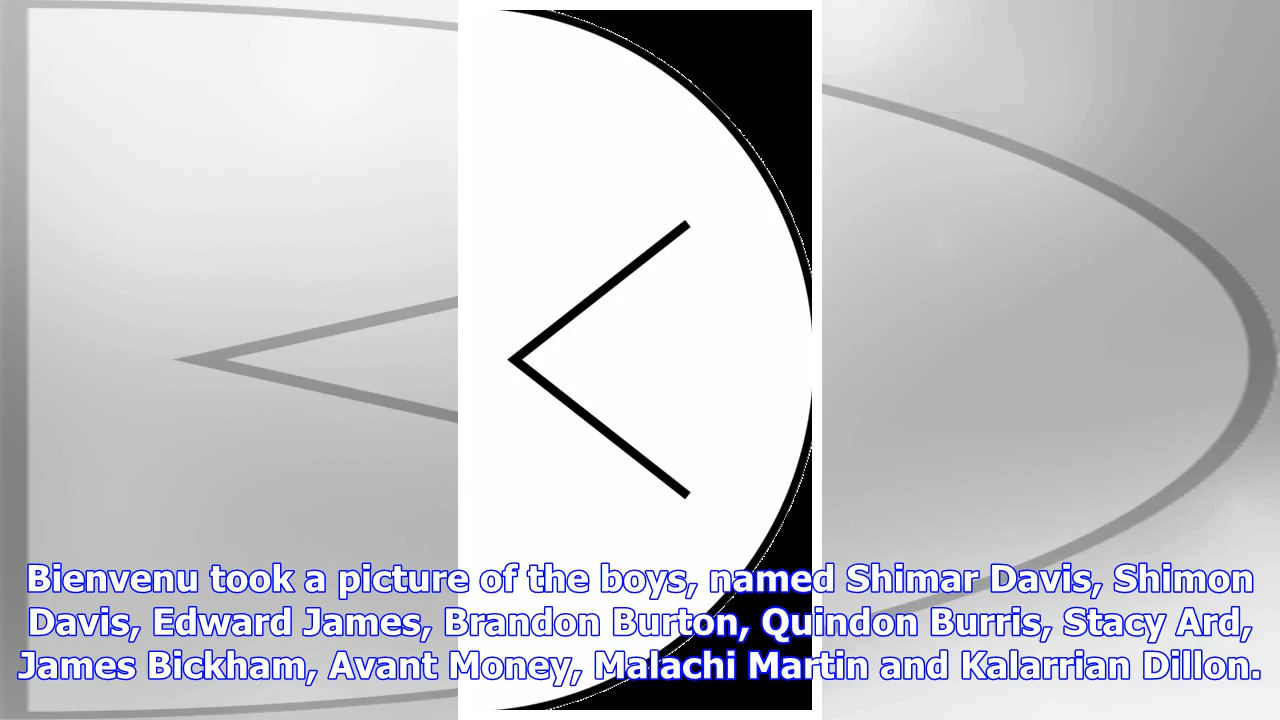 Bienvenu took a picture of the boys, named Shimar Davis, Shimon
Davis, Edward James, Brandon Burton, Quindon Burris, Stacy Ard,
James Bickham, Avant Money, Malachi Martin and Kalarrian Dillon.